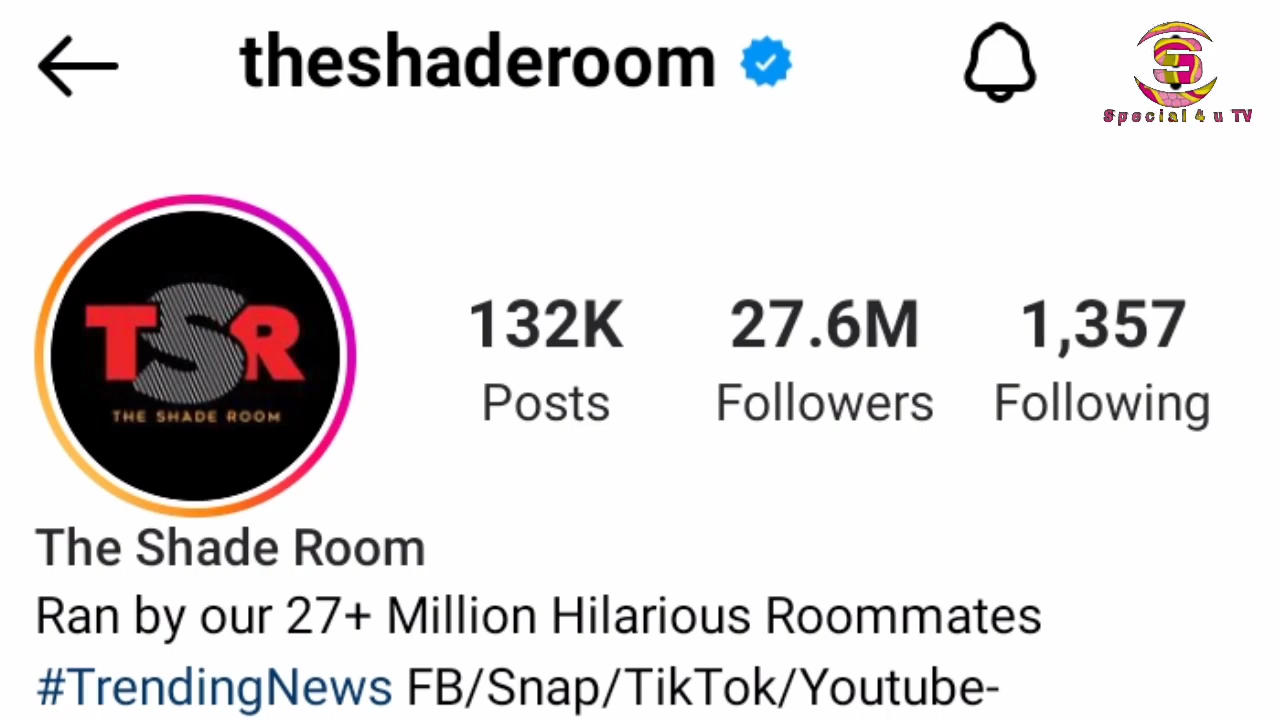 theshaderoom
Special 4 u TV
TSR
THE SHADE ROOM
132K 27.6M 1,357
Posts Followers Following
The Shade Room
Ran by our 27+ Million Hilarious Roommates
#TrendingNews FB/Snap/TikTok/Youtube-